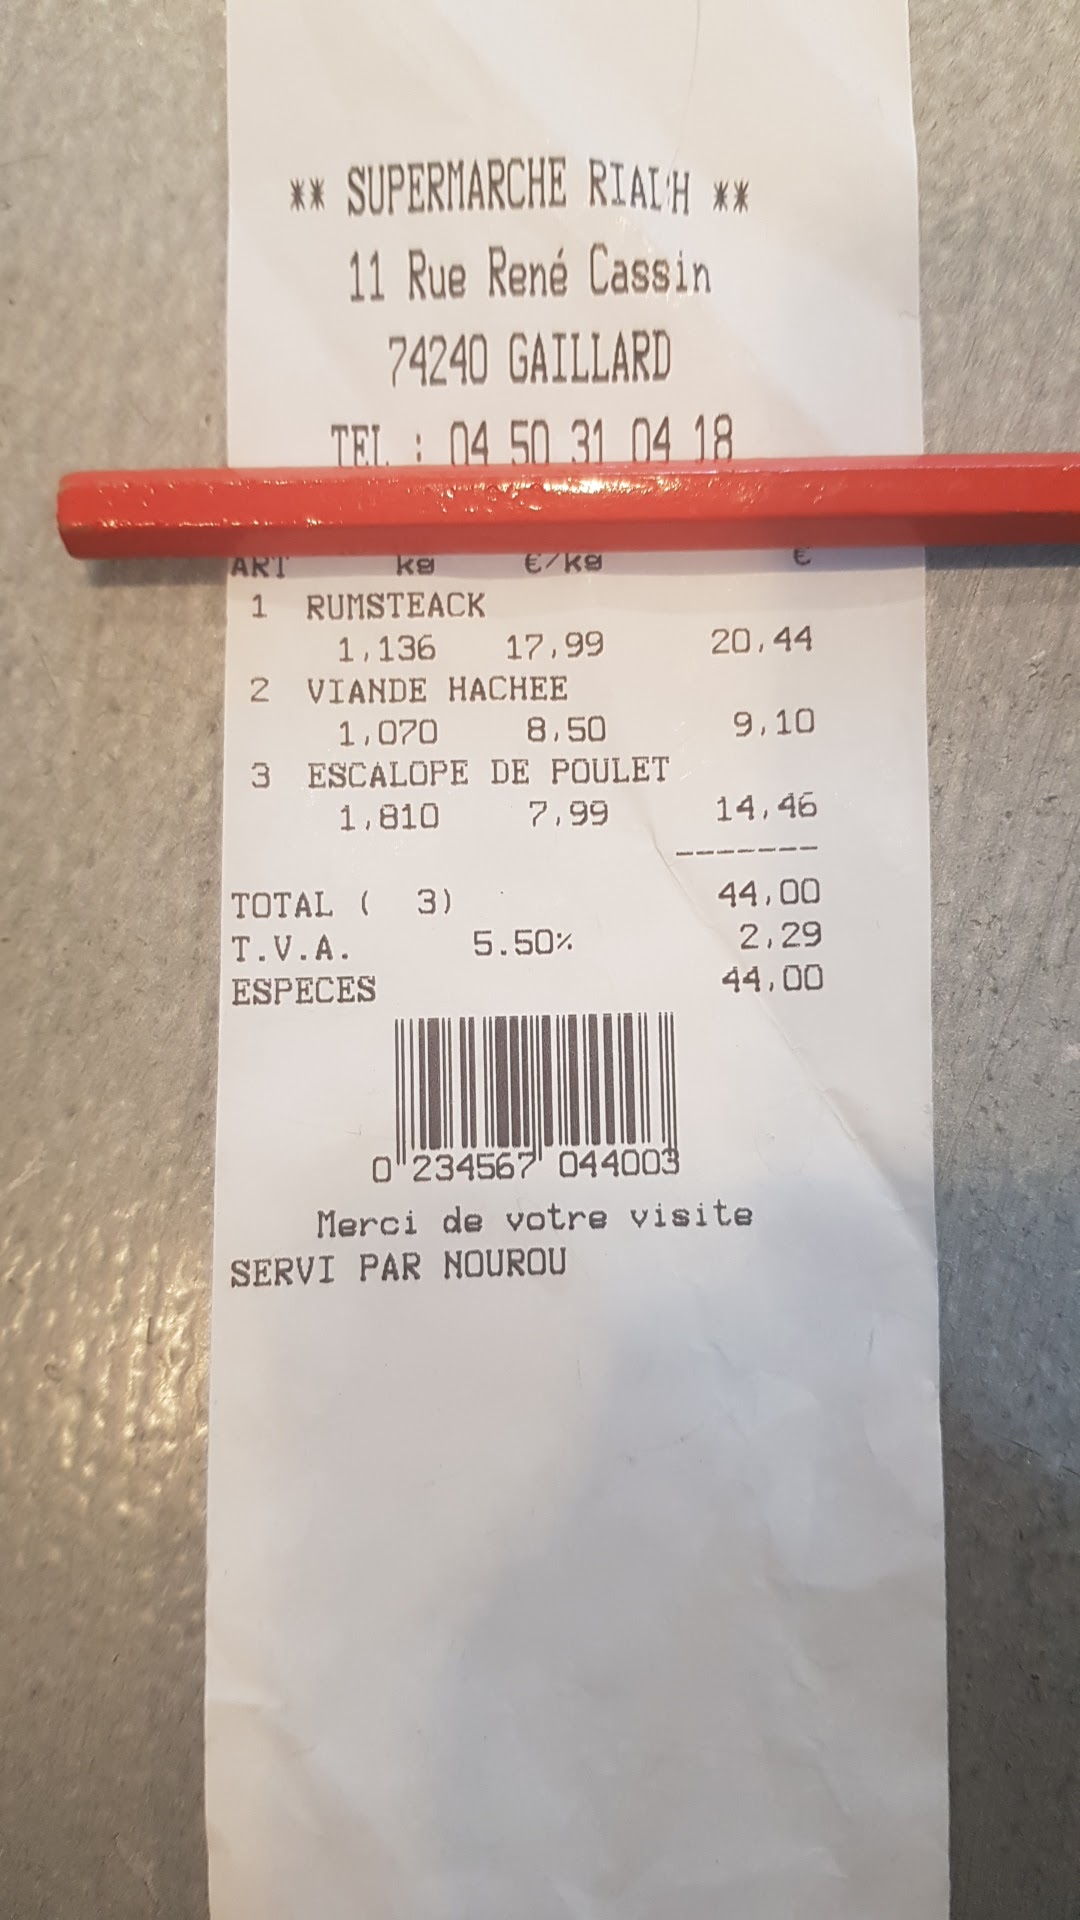 ** SUPERMARCHE RIALH **
11 Rue René Cassin
74240 GAILLARD
TEL : 04 50 31 04 18
ART kg €/kg €
1 RUMSTEACK
1,136 17,99 20,44
2 VIANDE HACHEE
1,070 8,50 9,10
3 ESCALOPE DE POULET
1,810 7,99 14,46
-------
TOTAL ( 3) 44,00
T.V.A. 5.50% 2,29
ESPECES 44,00
0 234567 044003
Merci de votre visite
SERVI PAR NOUROU